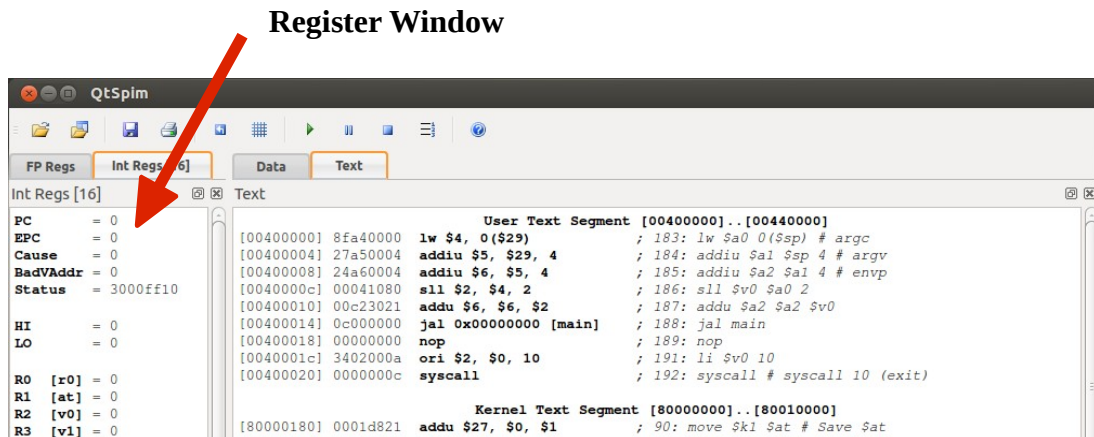 Register Window
QtSpim
FP Regs Int Regs [16] Data Text
Int Regs [16] Text
PC = 0
EPC = 0
Cause = 0
BadVAddr = 0
Status = 3000ff10
HI = 0
LO = 0
R0 [r0] = 0
R1 [at] = 0
R2 [v0] = 0
R3 [v1] = 0
User Text Segment [00400000]..[00440000]
[00400000] 8fa40000 lw $4, 0($29) ; 183: lw $a0 0($sp) # argc
[00400004] 27a50004 addiu $5, $29, 4 ; 184: addiu $a1 $sp 4 # argv
[00400008] 24a60004 addiu $6, $5, 4 ; 185: addiu $a2 $a1 4 # envp
[0040000c] 00041080 sll $2, $4, 2 ; 186: sll $v0 $a0 2
[00400010] 00c23021 addu $6, $6, $2 ; 187: addu $a2 $a2 $v0
[00400014] 0c000000 jal 0x00000000 [main] ; 188: jal main
[00400018] 00000000 nop ; 189: nop
[0040001c] 3402000a ori $2, $0, 10 ; 191: li $v0 10
[00400020] 0000000c syscall ; 192: syscall # syscall 10 (exit)
Kernel Text Segment [80000000]..[80010000]
[80000180] 0001d821 addu $27, $0, $1 ; 90: move $k1 $at # Save $at